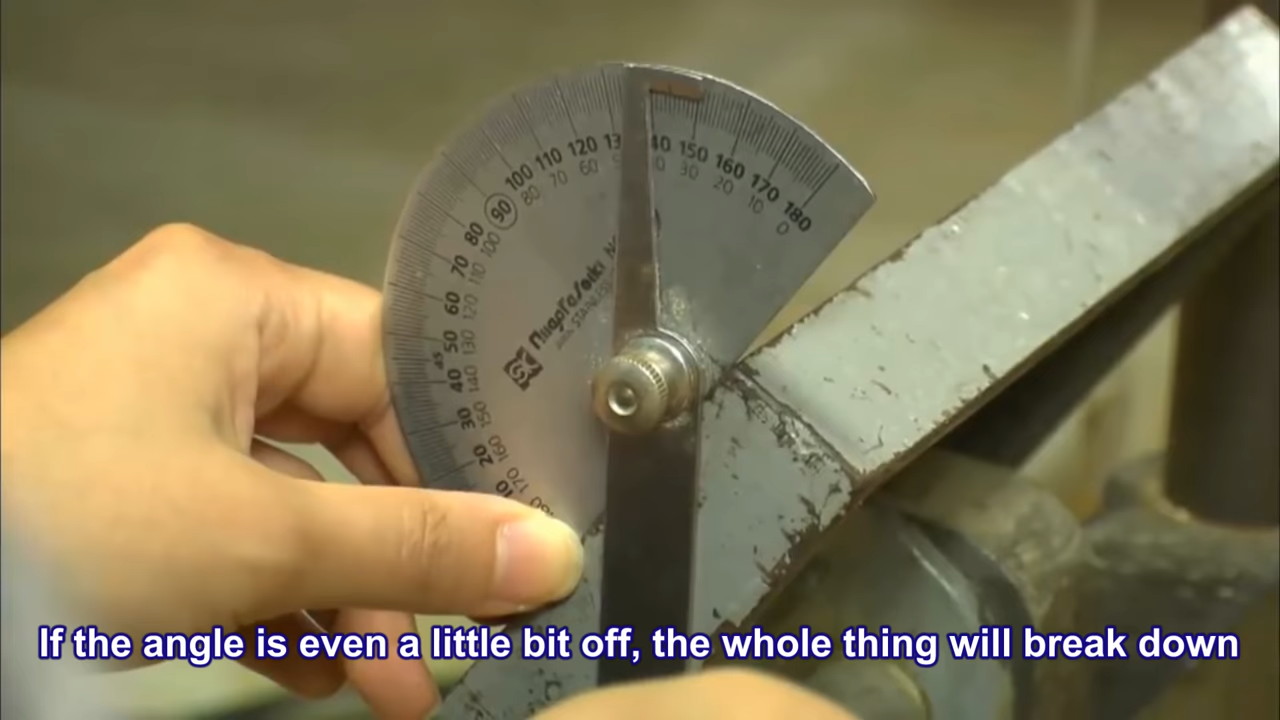 180 170 160 150 40 13 120 110 100 90 80 70 60 50 45 40 30 20 10
0 10 20 30 60 70 80 100 110 120 130 140 150 160 170
If the angle is even a little bit off, the whole thing will break down